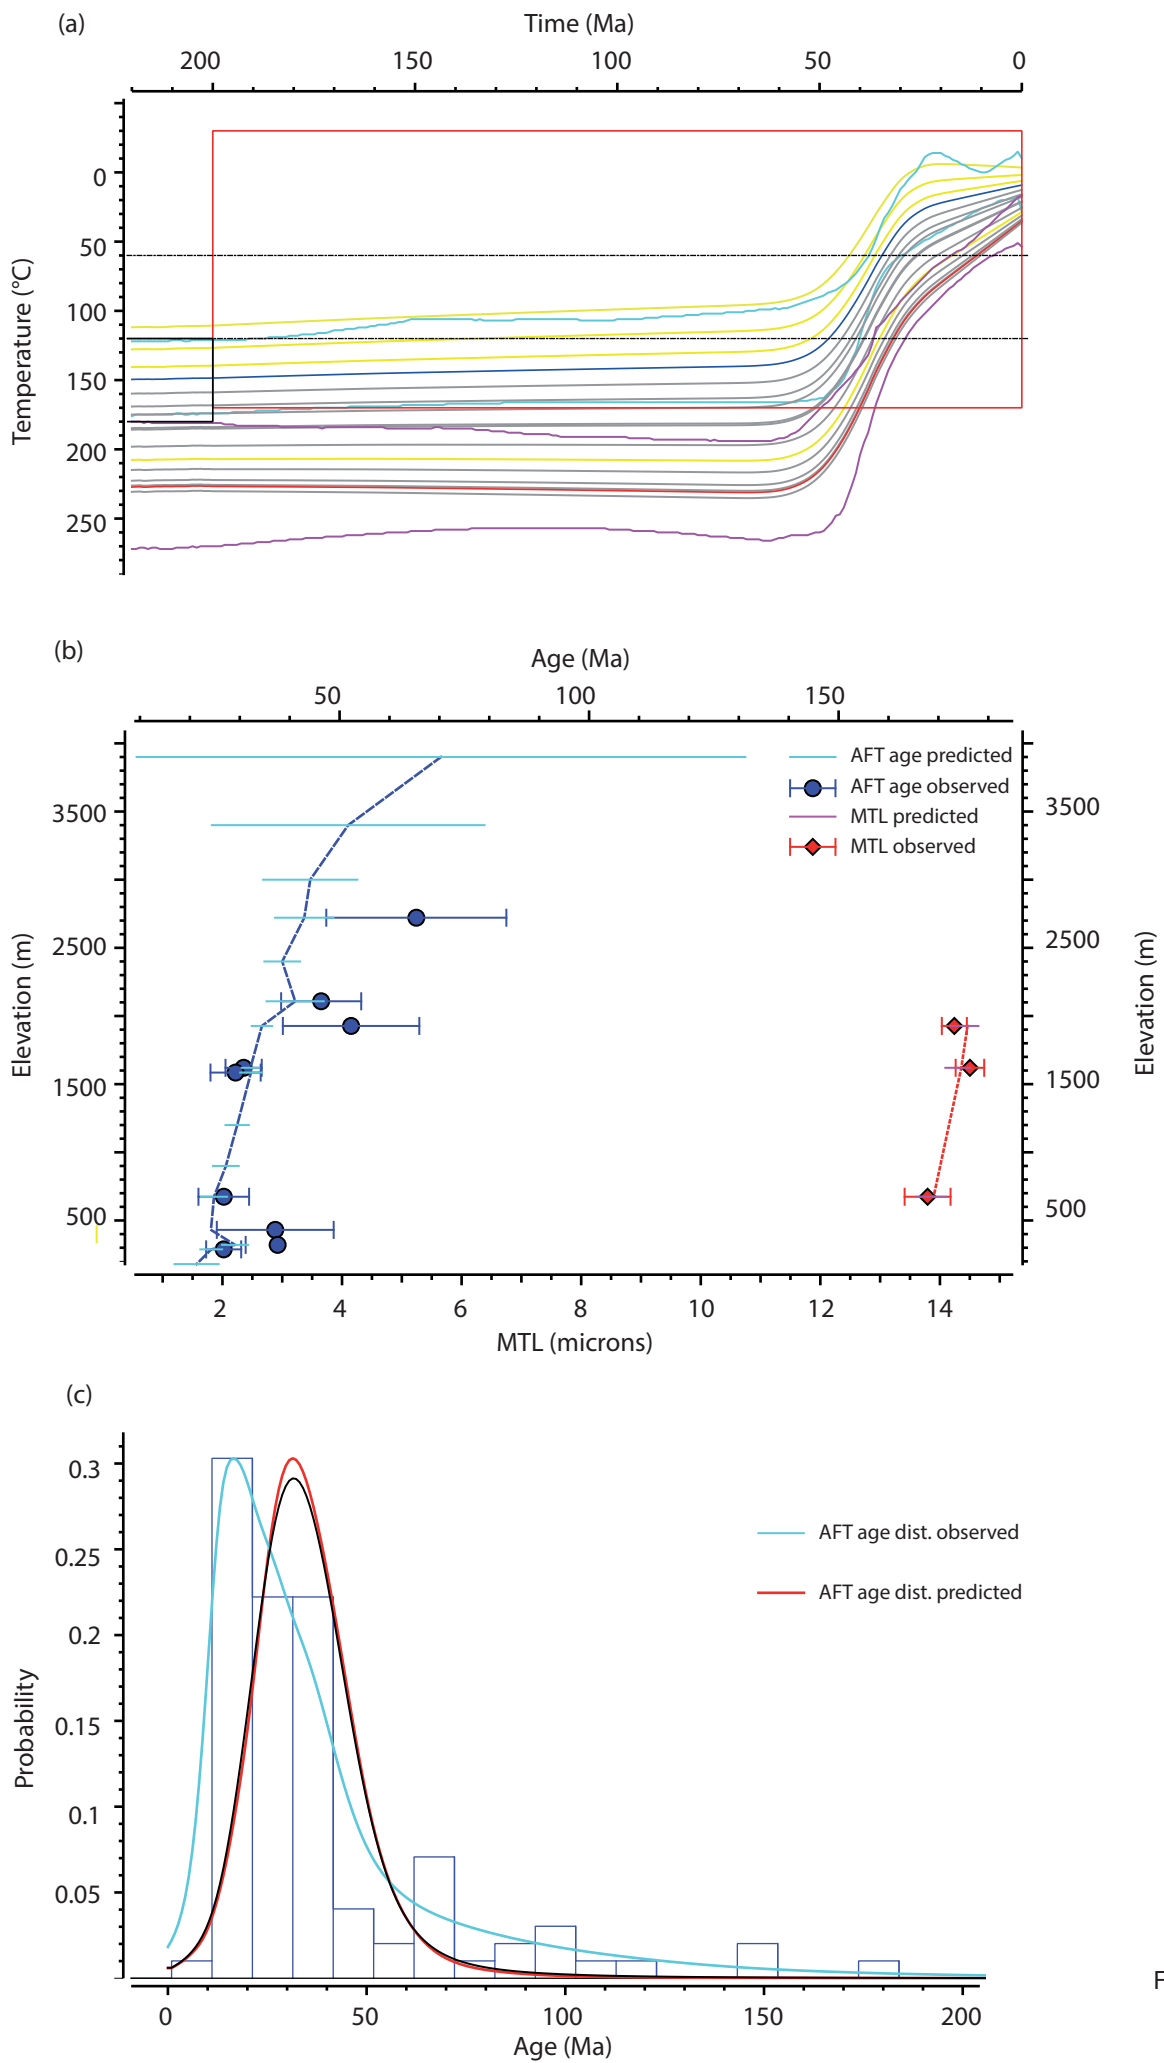 (a)
Time (Ma)
200 150 100 50 0
Temperature (°C)
0
50
100
150
200
250
(b)
Age (Ma)
50 100 150
Elevation (m)
3500
2500
1500
500
AFT age predicted
AFT age observed
MTL predicted
MTL observed
3500
2500
1500
500
Elevation (m)
2 4 6 8 10 12 14
MTL (microns)
(c)
Probability
0.3
0.25
0.2
0.15
0.1
0.05
AFT age dist. observed
AFT age dist. predicted
0 50 100 150 200
Age (Ma)
F